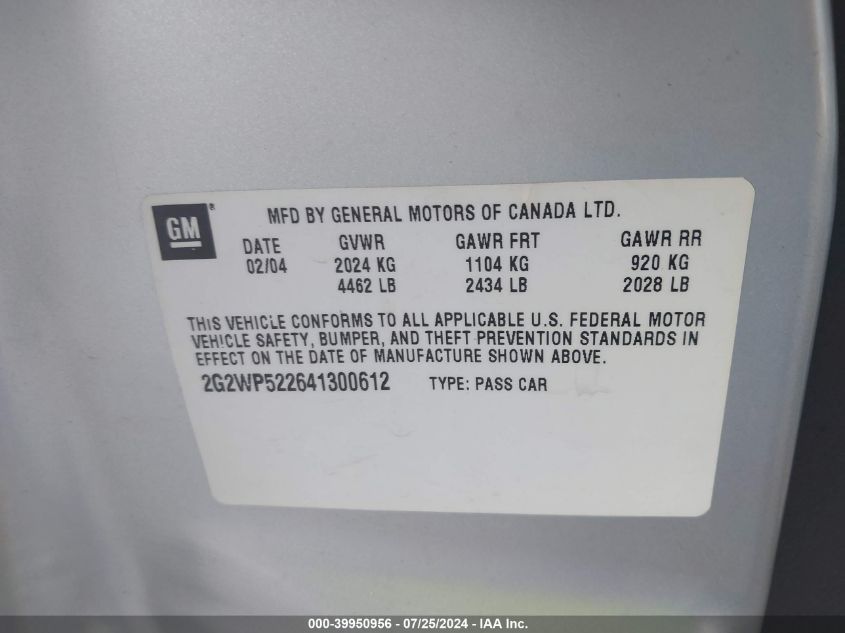 GM ® MFD BY GENERAL MOTORS OF CANADA LTD.
DATE GVWR GAWR FRT GAWR RR
02/04 2024 KG 1104 KG 920 KG
4462 LB 2434 LB 2028 LB
THIS VEHICLE CONFORMS TO ALL APPLICABLE U.S. FEDERAL MOTOR
VEHICLE SAFETY, BUMPER, AND THEFT PREVENTION STANDARDS IN
EFFECT ON THE DATE OF MANUFACTURE SHOWN ABOVE.
2G2WP522641300612 TYPE: PASS CAR
000-39950956 - 07/25/2024 - IAA Inc.